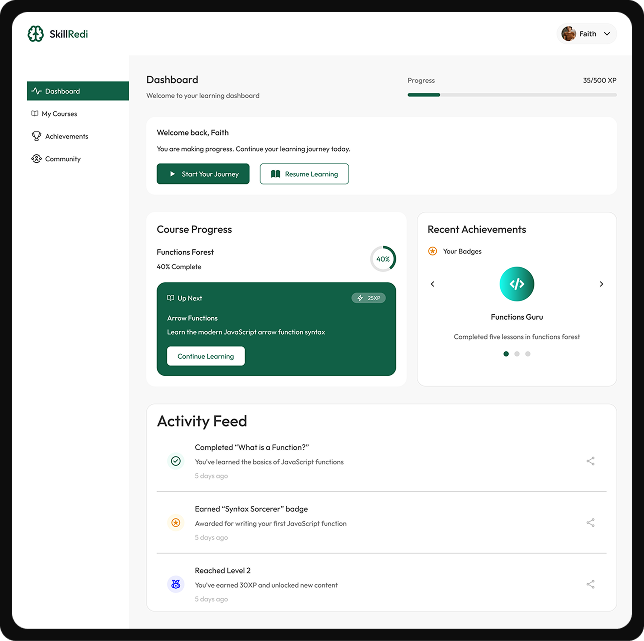 SkillRedi
Faith
Dashboard
My Courses
Achievements
Community
Dashboard
Welcome to your learning dashboard
Progress
35/500 XP
Welcome back, Faith
You are making progress. Continue your learning journey today.
Start Your Journey
Resume Learning
Course Progress
Functions Forest
40% Complete
40%
Up Next
25XP
Arrow Functions
Learn the modern JavaScript arrow function syntax
Continue Learning
Recent Achievements
Your Badges
</>
Functions Guru
Completed five lessons in functions forest
Activity Feed
Completed “What is a Function?”
You've learned the basics of JavaScript functions
5 days ago
Earned “Syntax Sorcerer” badge
Awarded for writing your first JavaScript function
5 days ago
Reached Level 2
You've earned 30XP and unlocked new content
5 days ago